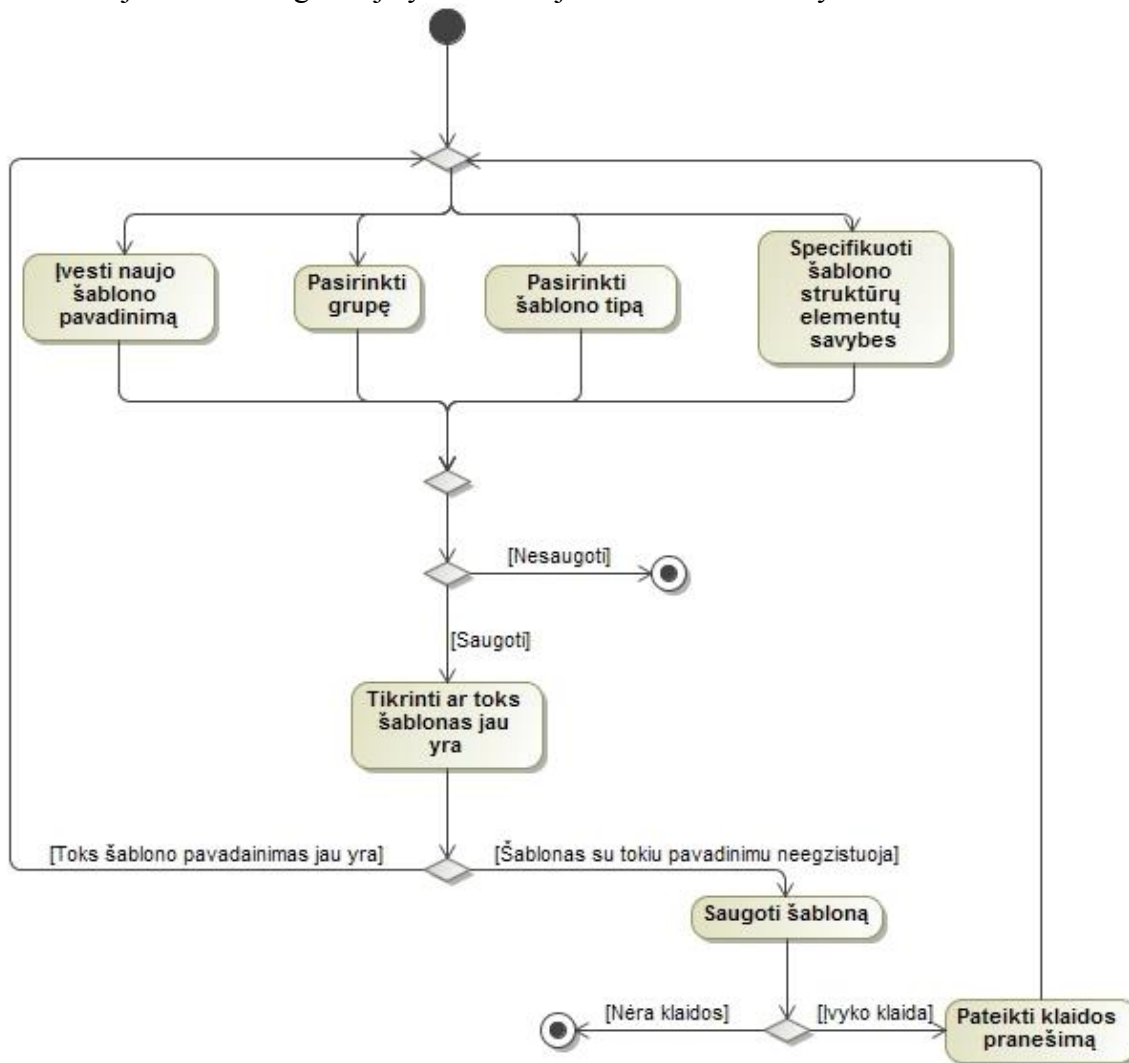 Įvesti naujo
šablono
pavadinimą
Pasirinkti
grupę
Pasirinkti
šablono tipą
Specifikuoti
šablono
struktūrų
elementų
savybes
[Nesaugoti]
[Saugoti]
Tikrinti ar toks
šablonas jau
yra
[Toks šablono pavadainimas jau yra]
[Šablonas su tokiu pavadinimu neegzistuoja]
Saugoti šabloną
[Nėra klaidos]
[Įvyko klaida]
Pateikti klaidos
pranešimą